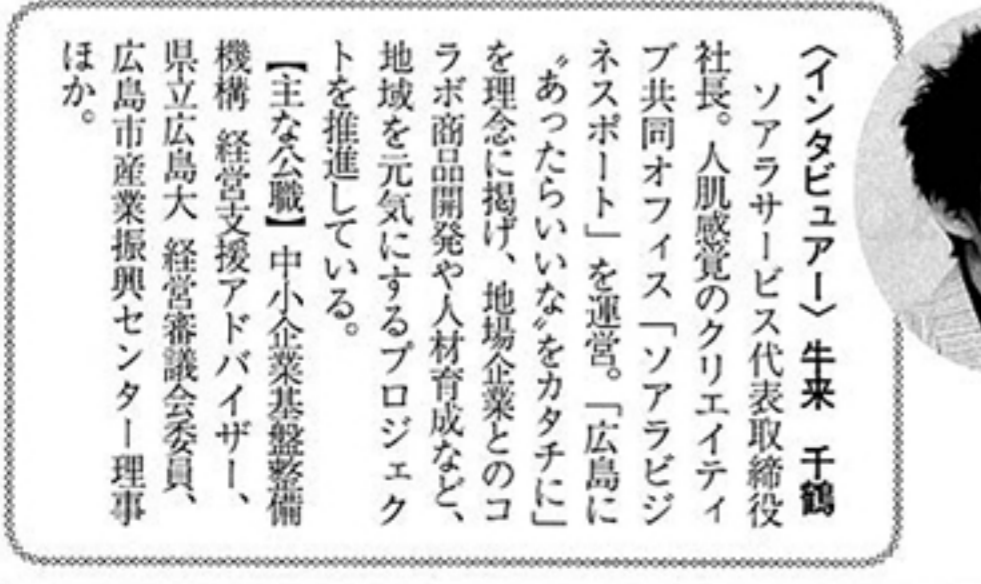 〈インタビュアー〉牛来 千鶴
ソアラサービス代表取締役
社長。人肌感覚のクリエイティ
ブ共同オフィス「ソアラビジ
ネスポート」を運営。「広島に
〝あったらいいな〟をカタチに」
を理念に掲げ、地場企業とのコ
ラボ商品開発や人材育成など、
地域を元気にするプロジェク
トを推進している。
【主な公職】中小企業基盤整備
機構 経営支援アドバイザー、
県立広島大 経営審議会委員、
広島市産業振興センター理事
ほか。